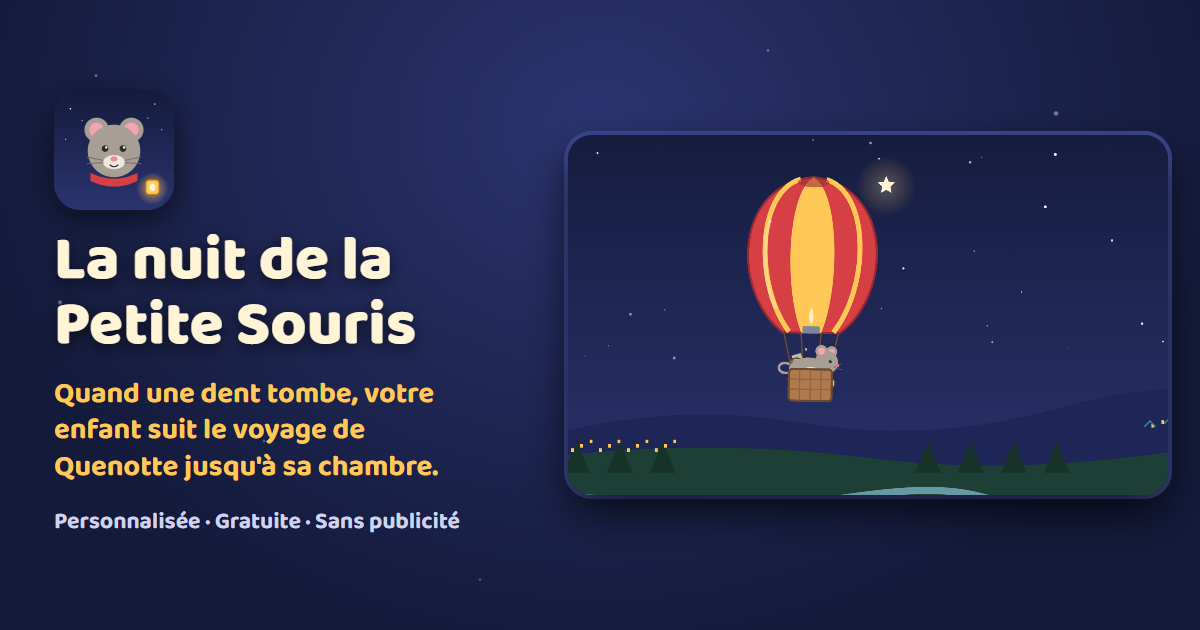 La nuit de la
Petite Souris
Quand une dent tombe, votre
enfant suit le voyage de
Quenotte jusqu'à sa chambre.
Personnalisée · Gratuite · Sans publicité